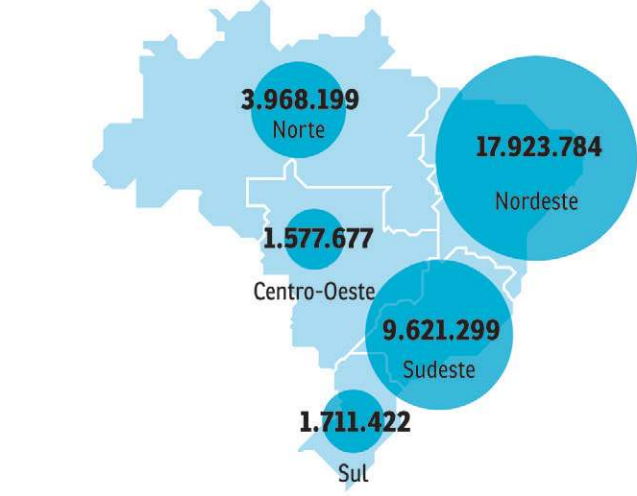 3.968.199
Norte
17.923.784
Nordeste
1.577.677
Centro-Oeste
9.621.299
Sudeste
1.711.422
Sul